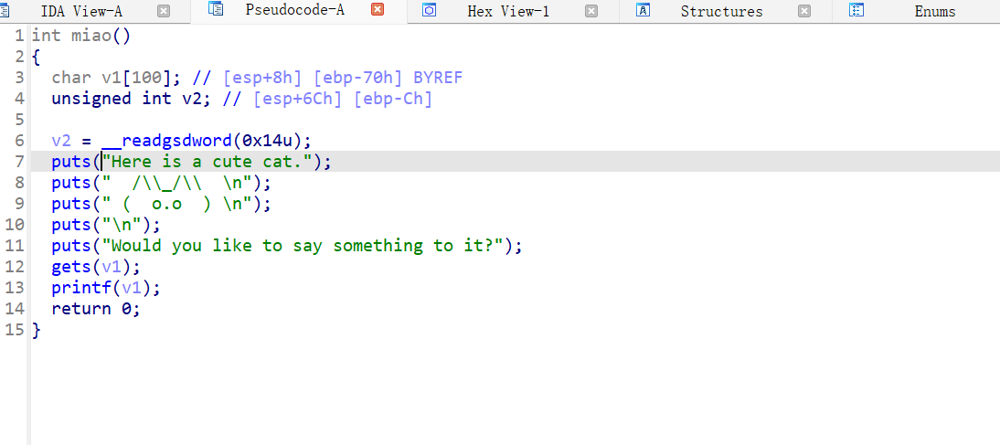 IDA View-A Pseudocode-A Hex View-1 Structures Enums
1 int miao()
2 {
3   char v1[100]; // [esp+8h] [ebp-70h] BYREF
4   unsigned int v2; // [esp+6Ch] [ebp-Ch]
5
6   v2 = __readgsdword(0x14u);
7   puts("Here is a cute cat.");
8   puts("  /\\_/\\  \n");
9   puts(" (  o.o  ) \n");
10   puts("\n");
11   puts("Would you like to say something to it?");
12   gets(v1);
13   printf(v1);
14   return 0;
15 }